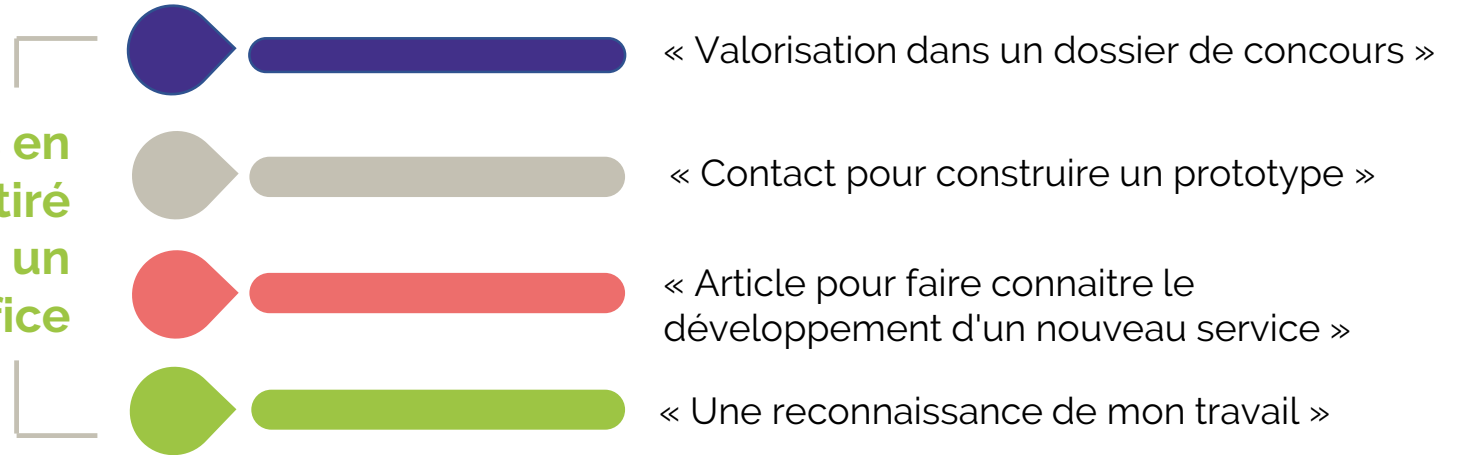 en
tiré
un
« Valorisation dans un dossier de concours »
« Contact pour construire un prototype »
« Article pour faire connaitre le
développement d'un nouveau service »
« Une reconnaissance de mon travail »